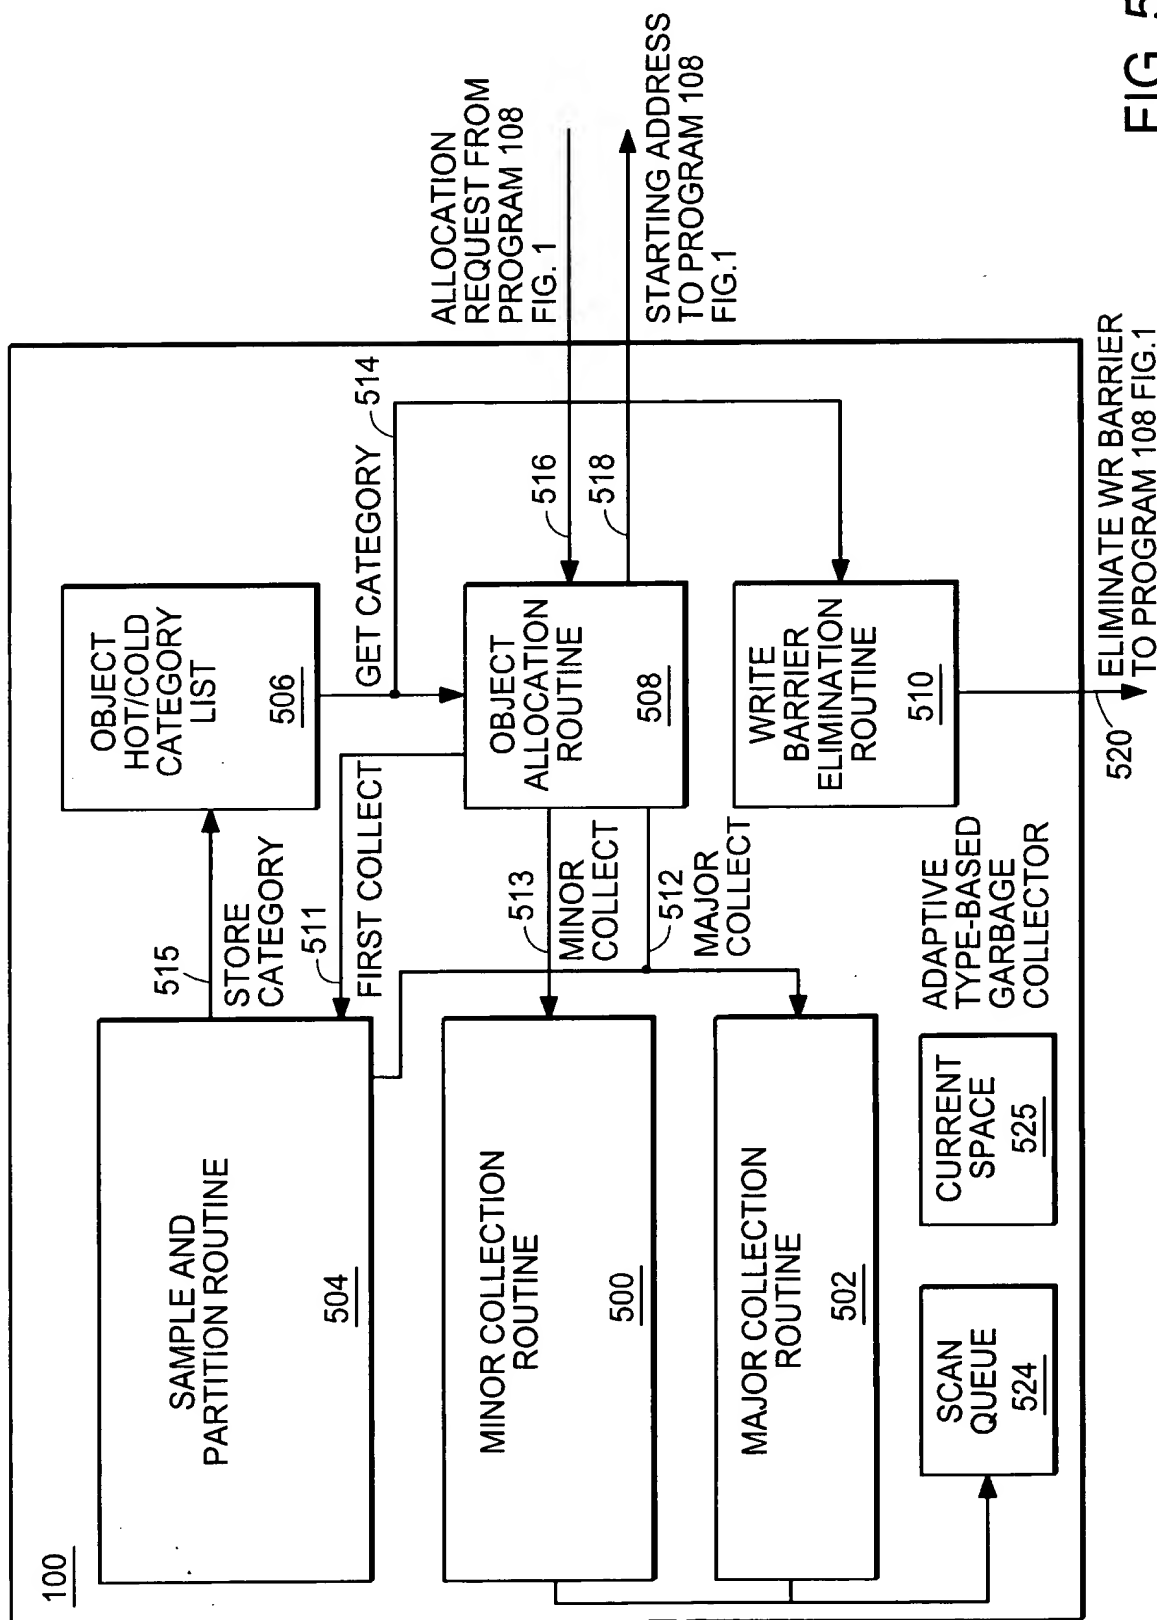 100
SAMPLE AND
PARTITION ROUTINE
504
515
STORE
CATEGORY
OBJECT
HOT/COLD
CATEGORY
LIST
506
511
FIRST COLLECT
GET CATEGORY
514
MINOR COLLECTION
ROUTINE
500
513
MINOR
COLLECT
512
MAJOR
COLLECT
OBJECT
ALLOCATION
ROUTINE
508
516
518
ALLOCATION
REQUEST FROM
PROGRAM 108
FIG. 1
STARTING ADDRESS
TO PROGRAM 108
FIG.1
MAJOR COLLECTION
ROUTINE
502
WRITE
BARRIER
ELIMINATION
ROUTINE
510
SCAN
QUEUE
524
CURRENT
SPACE
525
ADAPTIVE
TYPE-BASED
GARBAGE
COLLECTOR
520
ELIMINATE WR BARRIER
TO PROGRAM 108 FIG.1
FIG. 5